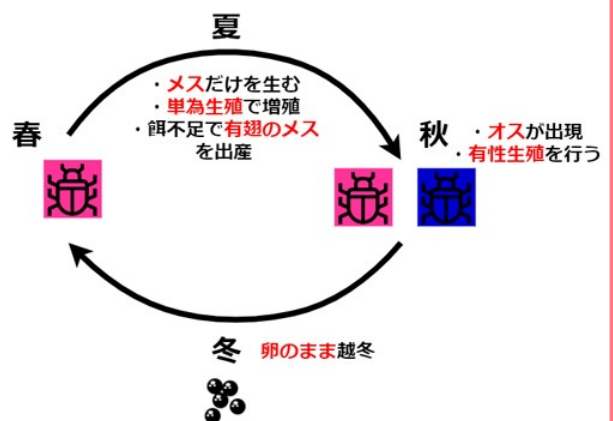 夏
・メスだけを生む
・単為生殖で増殖
・餌不足で有翅のメス
を出産
春
秋
・オスが出現
・有性生殖を行う
冬
卵のまま越冬